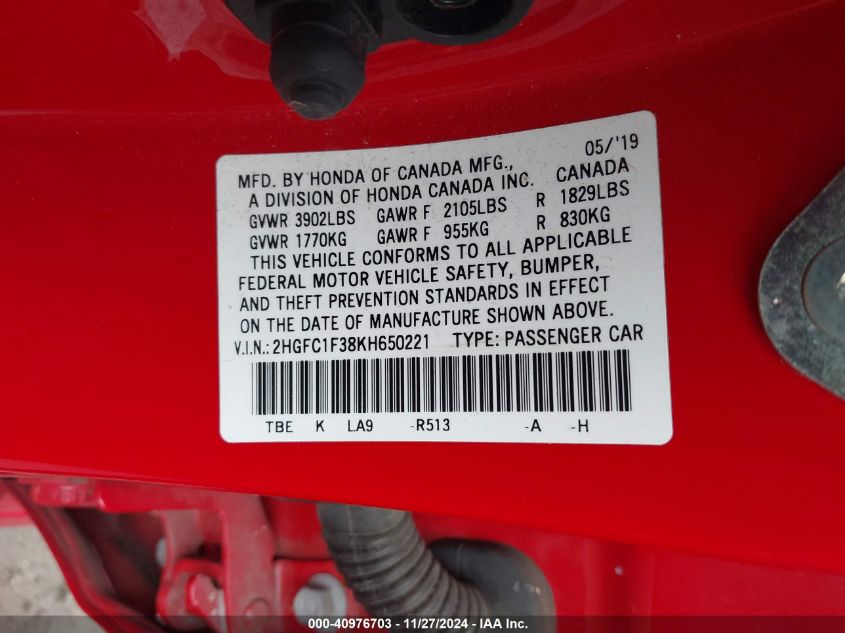 05/'19
MFD. BY HONDA OF CANADA MFG.,
A DIVISION OF HONDA CANADA INC. CANADA
GVWR 3902LBS GAWR F 2105LBS R 1829LBS
GVWR 1770KG GAWR F 955KG R 830KG
THIS VEHICLE CONFORMS TO ALL APPLICABLE
FEDERAL MOTOR VEHICLE SAFETY, BUMPER,
AND THEFT PREVENTION STANDARDS IN EFFECT
ON THE DATE OF MANUFACTURE SHOWN ABOVE.
V.I.N.: 2HGFC1F38KH650221 TYPE: PASSENGER CAR
TBE K LA9 -R513 -A -H
000-40976703 — 11/27/2024 — IAA Inc.